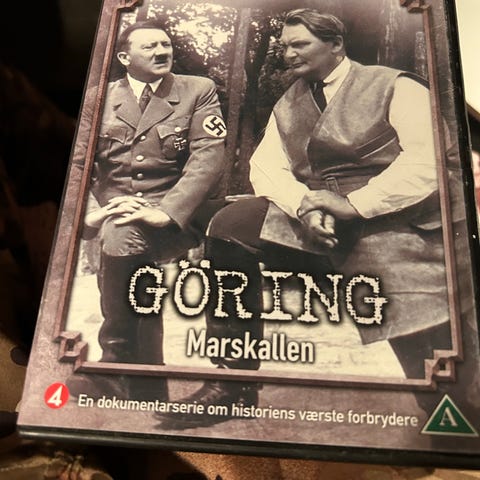 GÖRING
Marskallen
4 En dokumentarserie om historiens værste forbrydere A